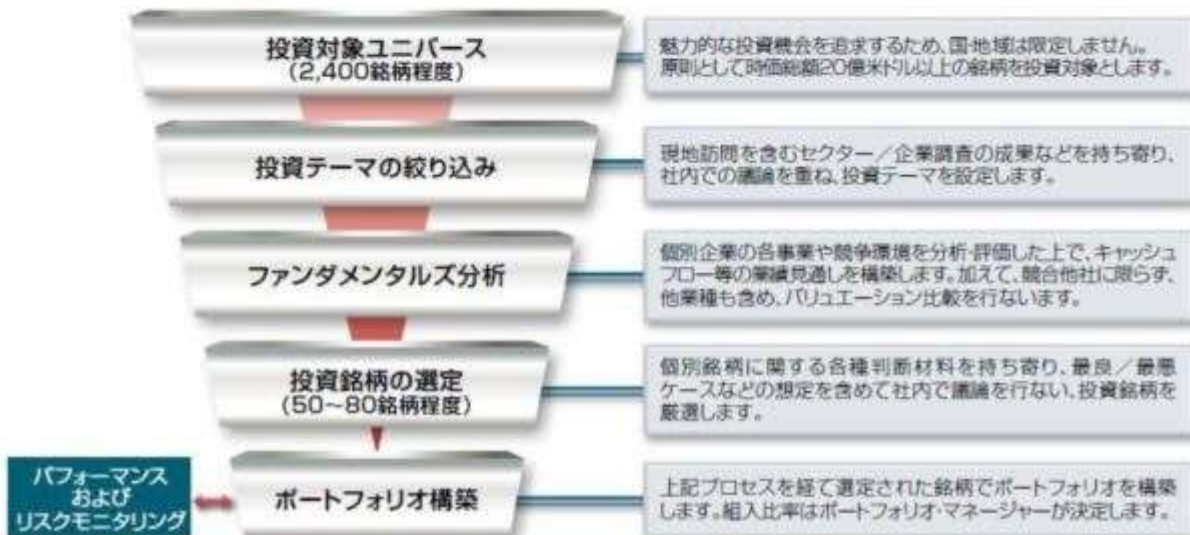 投資対象ユニバース
(2,400銘柄程度)
魅力的な投資機会を追求するため、国・地域は限定しません。
原則として時価総額20億米ドル以上の銘柄を投資対象とします。
投資テーマの絞り込み
現地訪問を含むセクター／企業調査の成果などを持ち寄り、
社内での議論を重ね、投資テーマを設定します。
ファンダメンタルズ分析
個別企業の各事業や競争環境を分析・評価した上で、キャッシュ
フロー等の業績見通しを構築します。加えて、競合他社に限らず、
他業種も含め、バリュエーション比較を行ないます。
投資銘柄の選定
(50～80銘柄程度)
個別銘柄に関する各種判断材料を持ち寄り、最良／最悪
ケースなどの想定を含めて社内で議論を行ない、投資銘柄を
厳選します。
パフォーマンス
および
リスクモニタリング
ポートフォリオ構築
上記プロセスを経て選定された銘柄でポートフォリオを構築
します。組入比率はポートフォリオ・マネージャーが決定します。